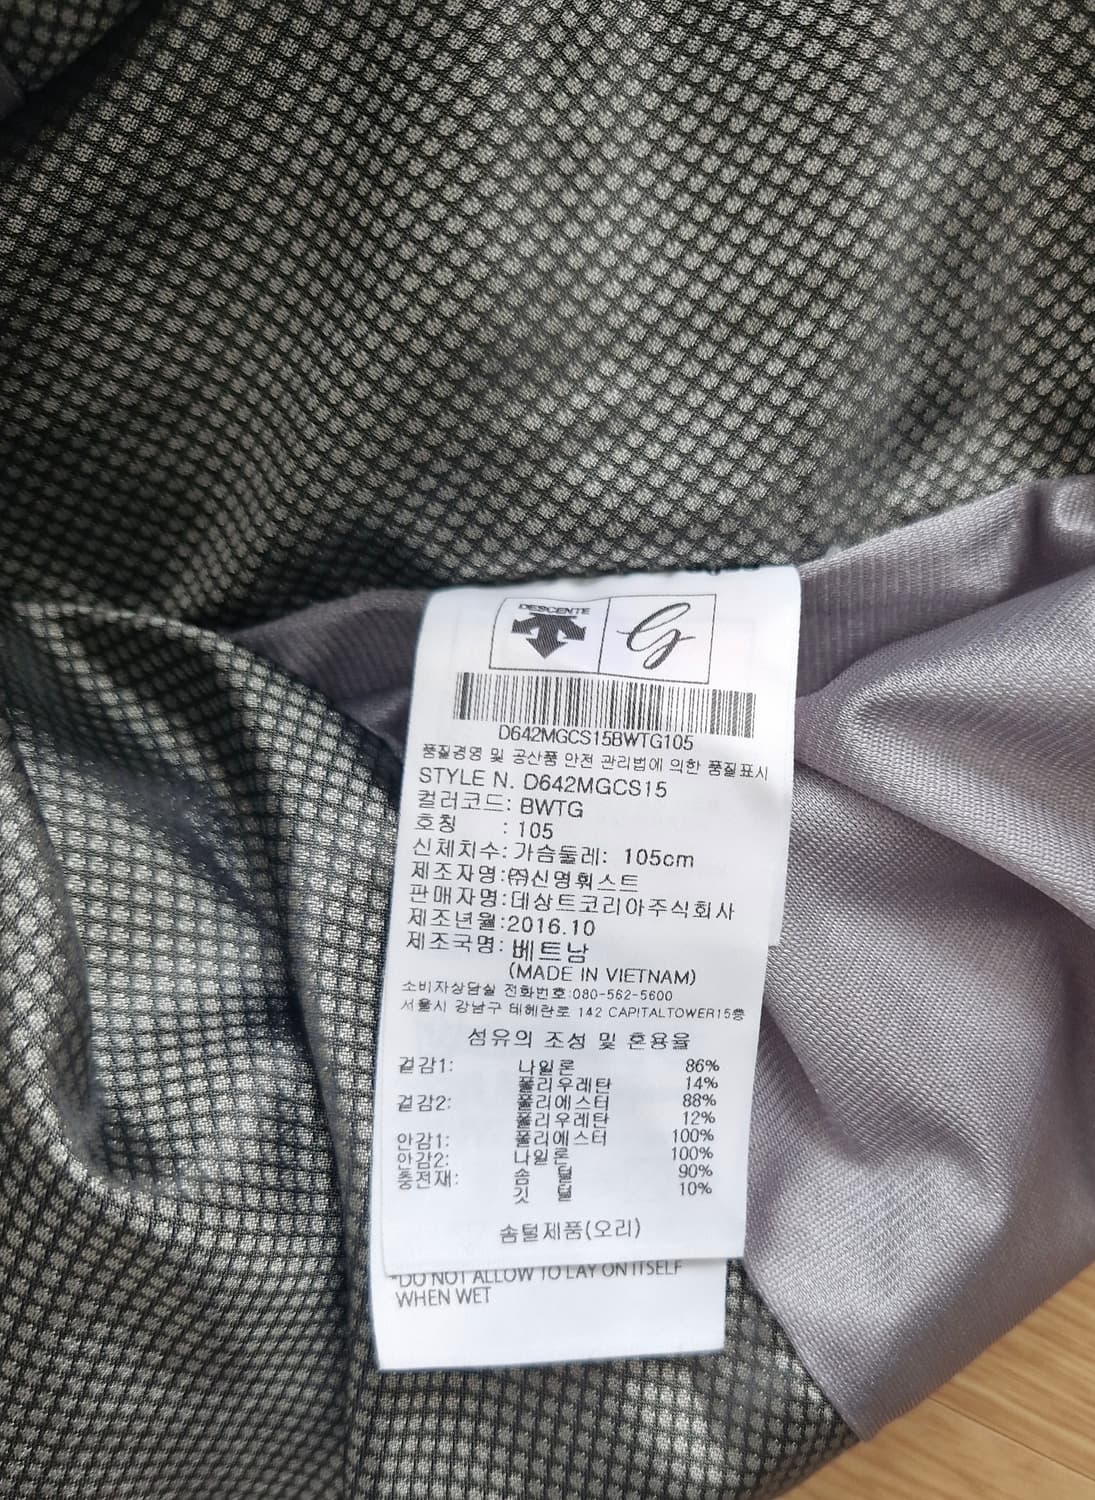 DESCENTE
D642MGCS15BWTG105
품질경영 및 공산품 안전 관리법에 의한 품질표시
STYLE N. D642MGCS15
컬러코드: BWTG
호칭 : 105
신체치수: 가슴둘레: 105cm
제조자명:㈜신명훠스트
판매자명:데상트코리아주식회사
제조년월:2016.10
제조국명: 베트남
(MADE IN VIETNAM)
소비자상담실 전화번호:080-562-5600
서울시 강남구 테헤란로 142 CAPITALTOWER15층
섬유의 조성 및 혼용율
겉감1: 나일론 86%
폴리우레탄 14%
겉감2: 폴리에스터 88%
폴리우레탄 12%
안감1: 폴리에스터 100%
안감2: 나일론 100%
충전재: 솜 털 90%
깃 털 10%
솜털제품(오리)
*DO NOT ALLOW TO LAY ON ITSELF
WHEN WET